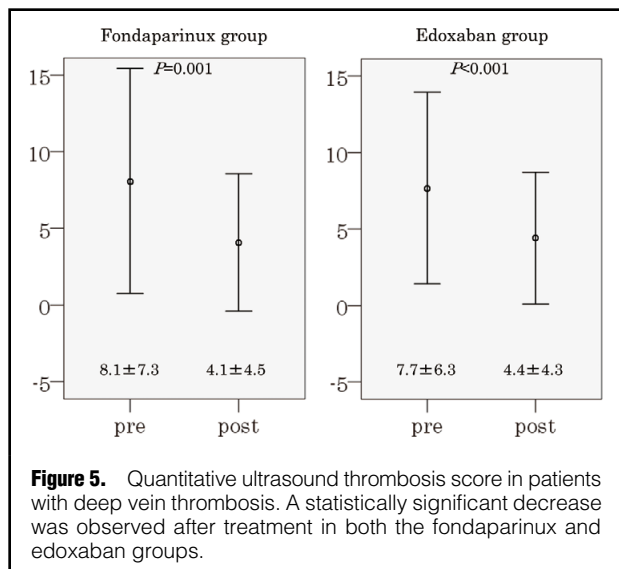 Fondaparinux group
Edoxaban group
P=0.001
15
10
5
0
-5
8.1±7.3
4.1±4.5
pre
post
P<0.001
15
10
5
0
-5
7.7±6.3
4.4±4.3
pre
post
Figure 5. Quantitative ultrasound thrombosis score in patients
with deep vein thrombosis. A statistically significant decrease
was observed after treatment in both the fondaparinux and
edoxaban groups.